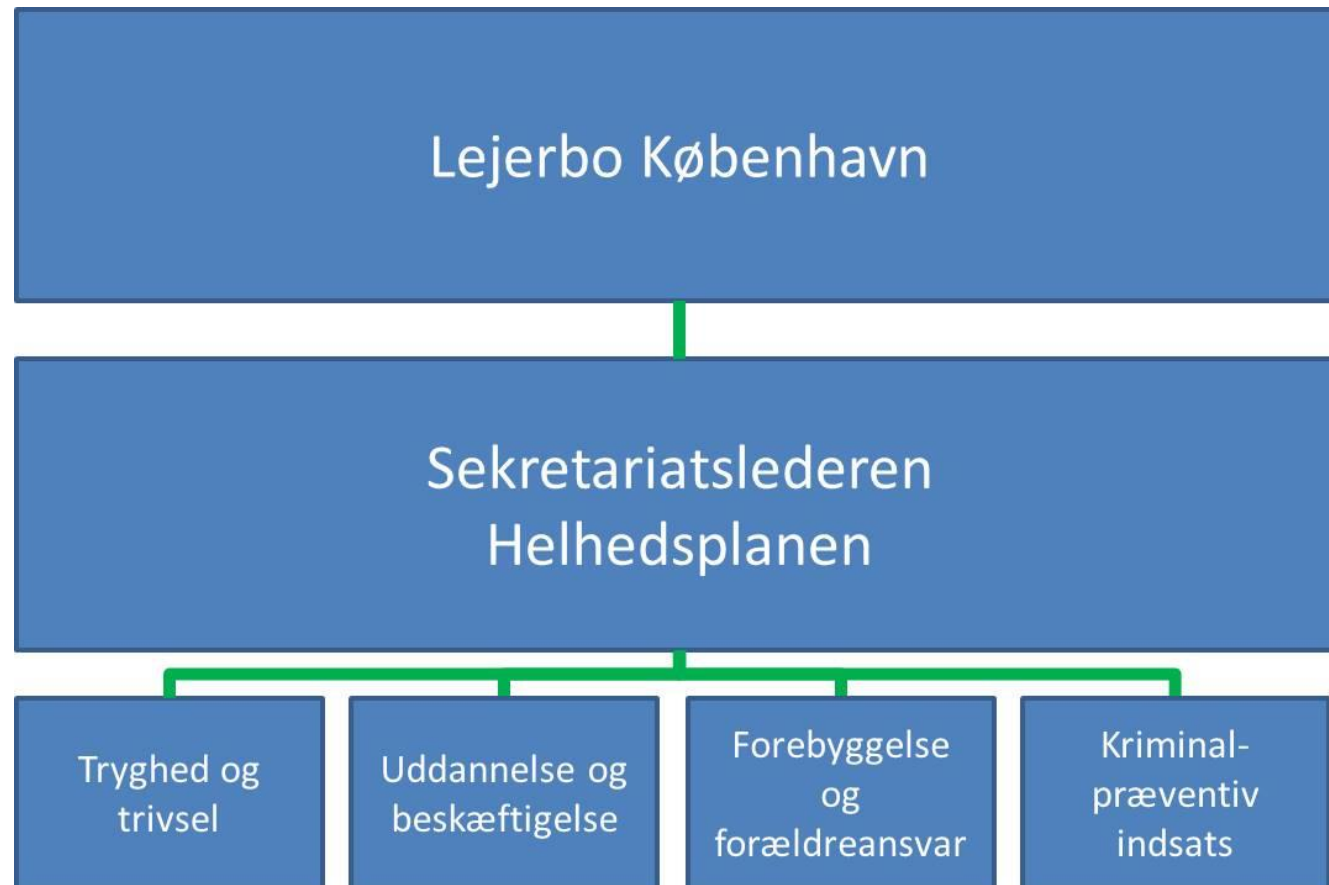 Lejerbo København
Sekretariatslederen
Helhedsplanen
Tryghed og
trivsel
Uddannelse og
beskæftigelse
Forebyggelse
og
forældreansvar
Kriminal-
præventiv
indsats